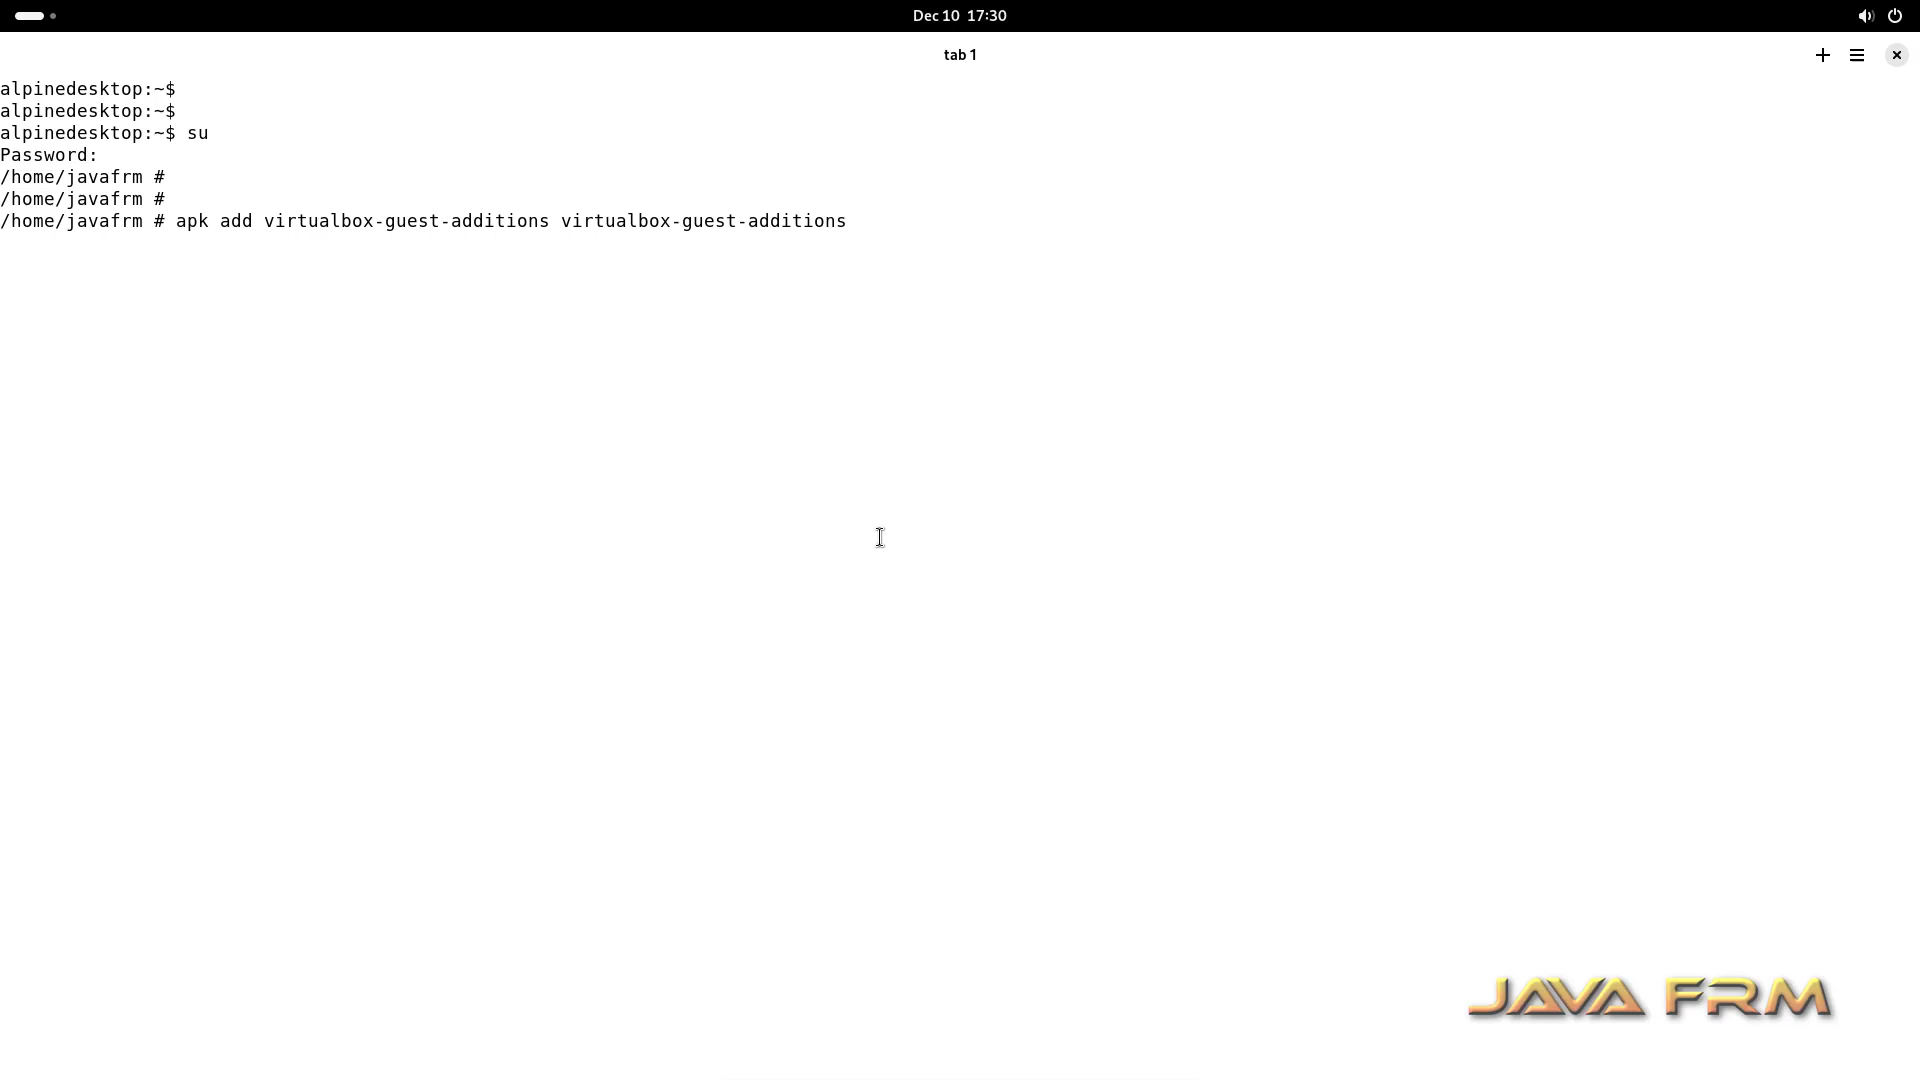 Dec 10 17:30
tab 1
alpinedesktop:~$
alpinedesktop:~$
alpinedesktop:~$ su
Password:
/home/javafrm #
/home/javafrm #
/home/javafrm # apk add virtualbox-guest-additions virtualbox-guest-additions
JAVA FRM